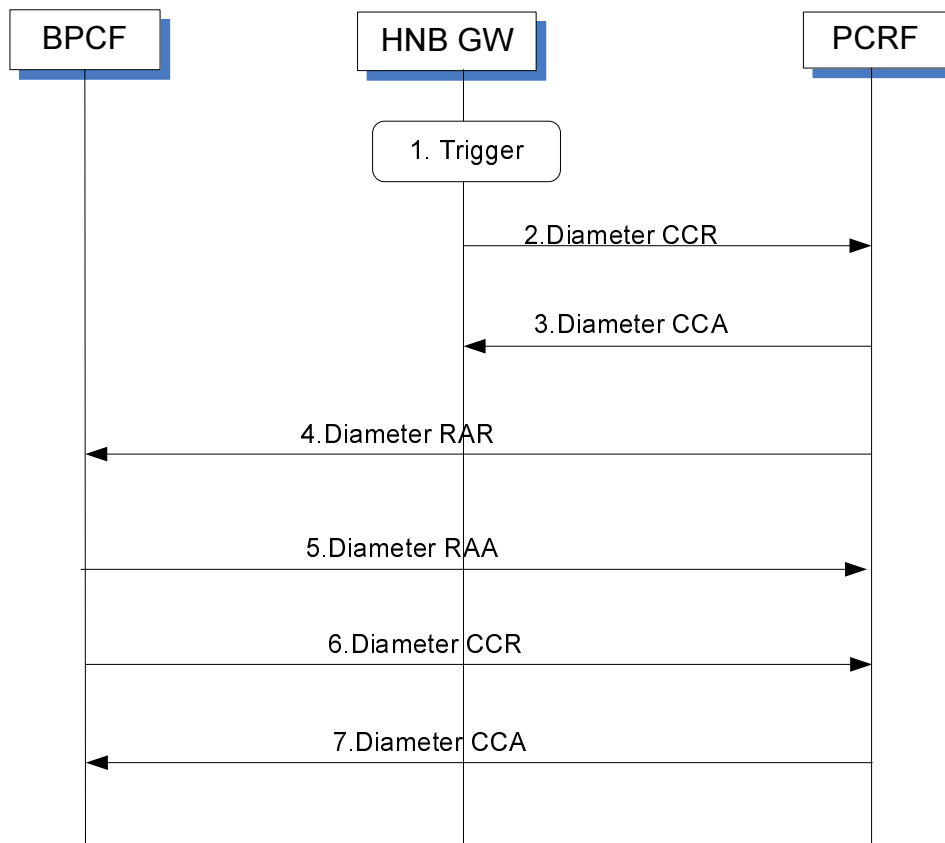 BPCF
HNB GW
PCRF
1. Trigger
2.Diameter CCR
3.Diameter CCA
4.Diameter RAR
5.Diameter RAA
6.Diameter CCR
7.Diameter CCA